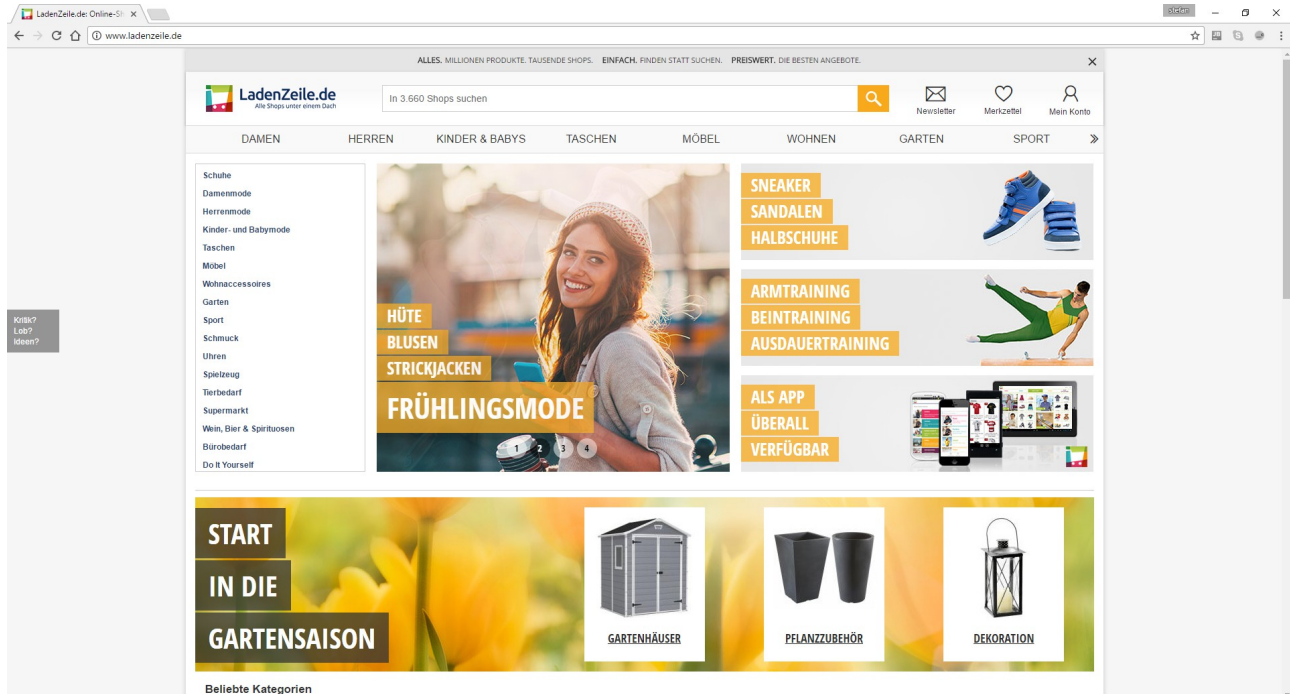 LadenZeile.de: Online-Sh
stefan
www.ladenzeile.de
ALLES. MILLIONEN PRODUKTE. TAUSENDE SHOPS. EINFACH. FINDEN STATT SUCHEN. PREISWERT. DIE BESTEN ANGEBOTE.
LadenZeile.de
Alle Shops unter einem Dach
In 3.660 Shops suchen
Newsletter
Merkzettel
Mein Konto
DAMEN HERREN KINDER & BABYS TASCHEN MÖBEL WOHNEN GARTEN SPORT
Schuhe
Damenmode
Herrenmode
Kinder- und Babymode
Taschen
Möbel
Wohnaccessoires
Garten
Sport
Schmuck
Uhren
Spielzeug
Tierbedarf
Supermarkt
Wein, Bier & Spirituosen
Bürobedarf
Do It Yourself
Kritik?
Lob?
Ideen?
HÜTE
BLUSEN
STRICKJACKEN
FRÜHLINGSMODE
1 2 3 4
SNEAKER
SANDALEN
HALBSCHUHE
ARMTRAINING
BEINTRAINING
AUSDAUERTRAINING
ALS APP
ÜBERALL
VERFÜGBAR
START
IN DIE
GARTENSAISON
GARTENHÄUSER
PFLANZZUBEHÖR
DEKORATION
Beliebte Kategorien